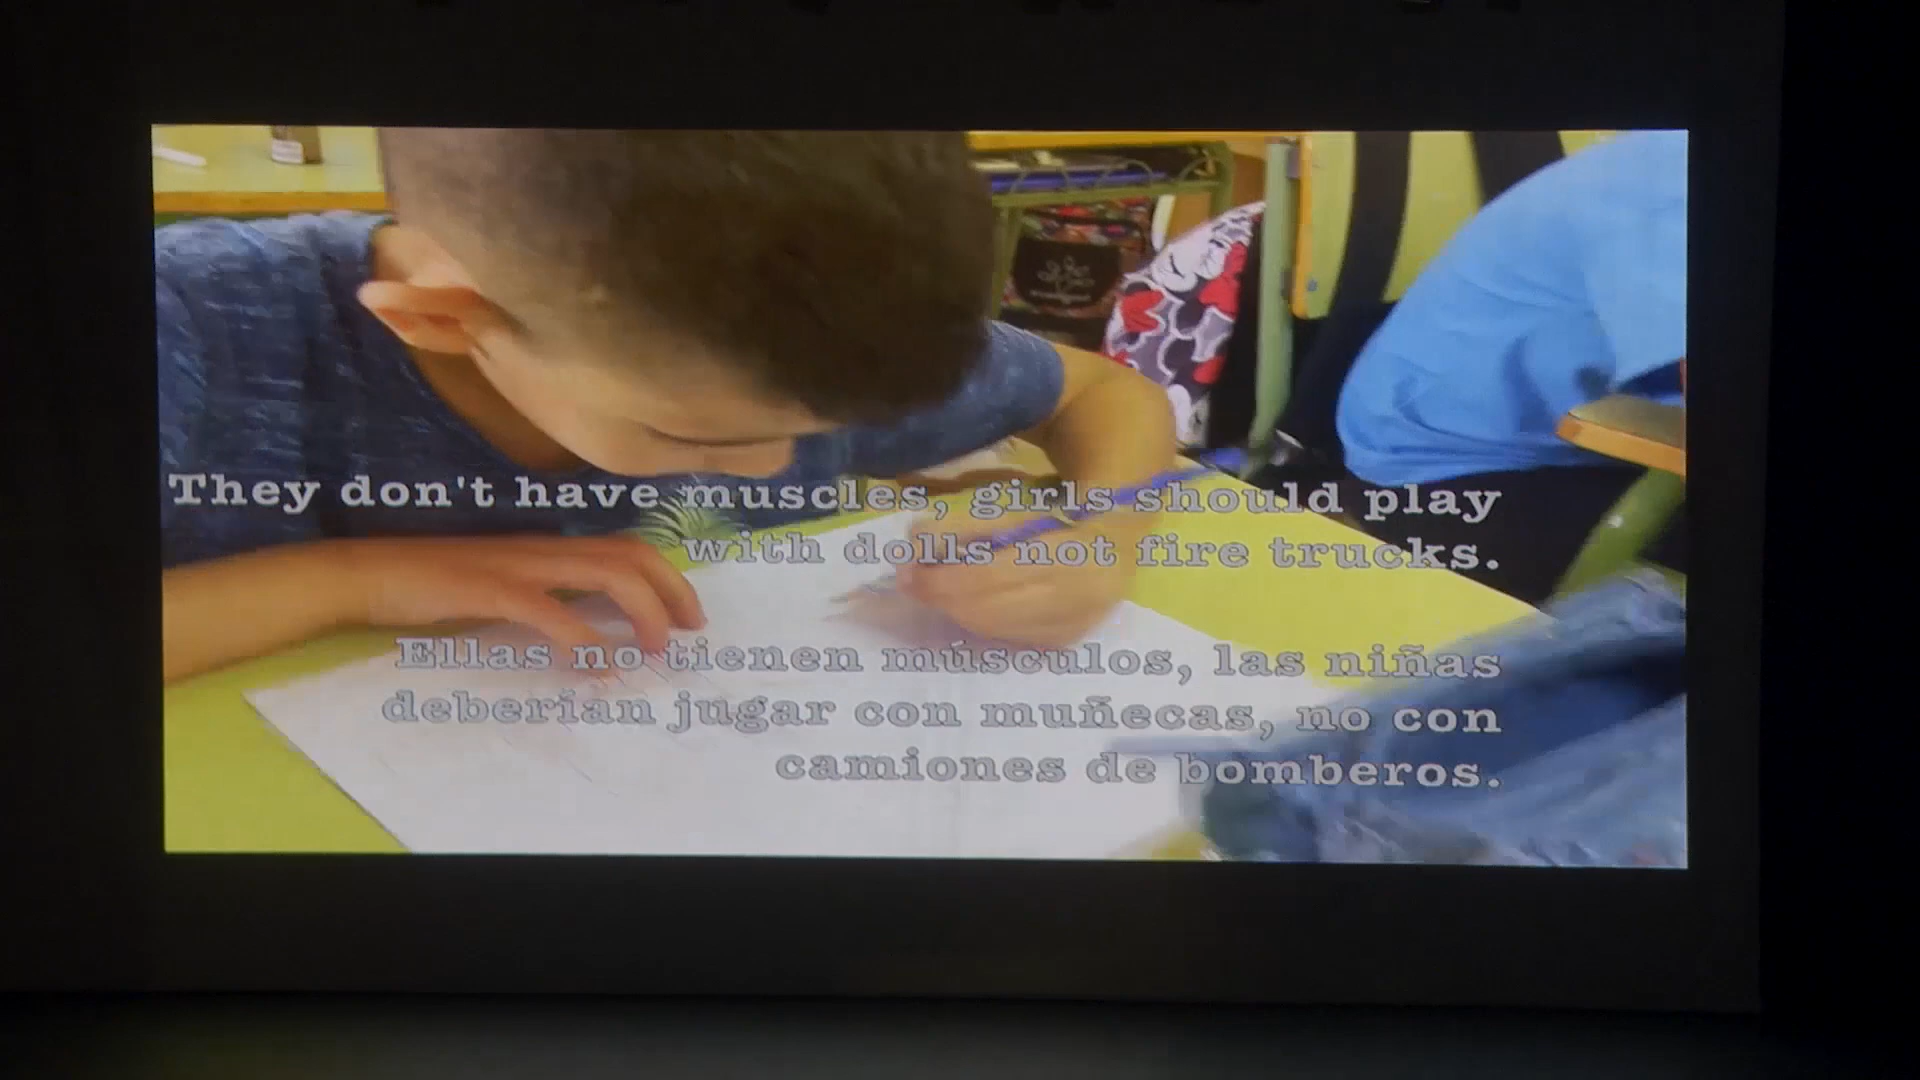 They don't have muscles, girls should play
with dolls not fire trucks.
Ellas no tienen músculos, las niñas
deberían jugar con muñecas, no con
camiones de bomberos.